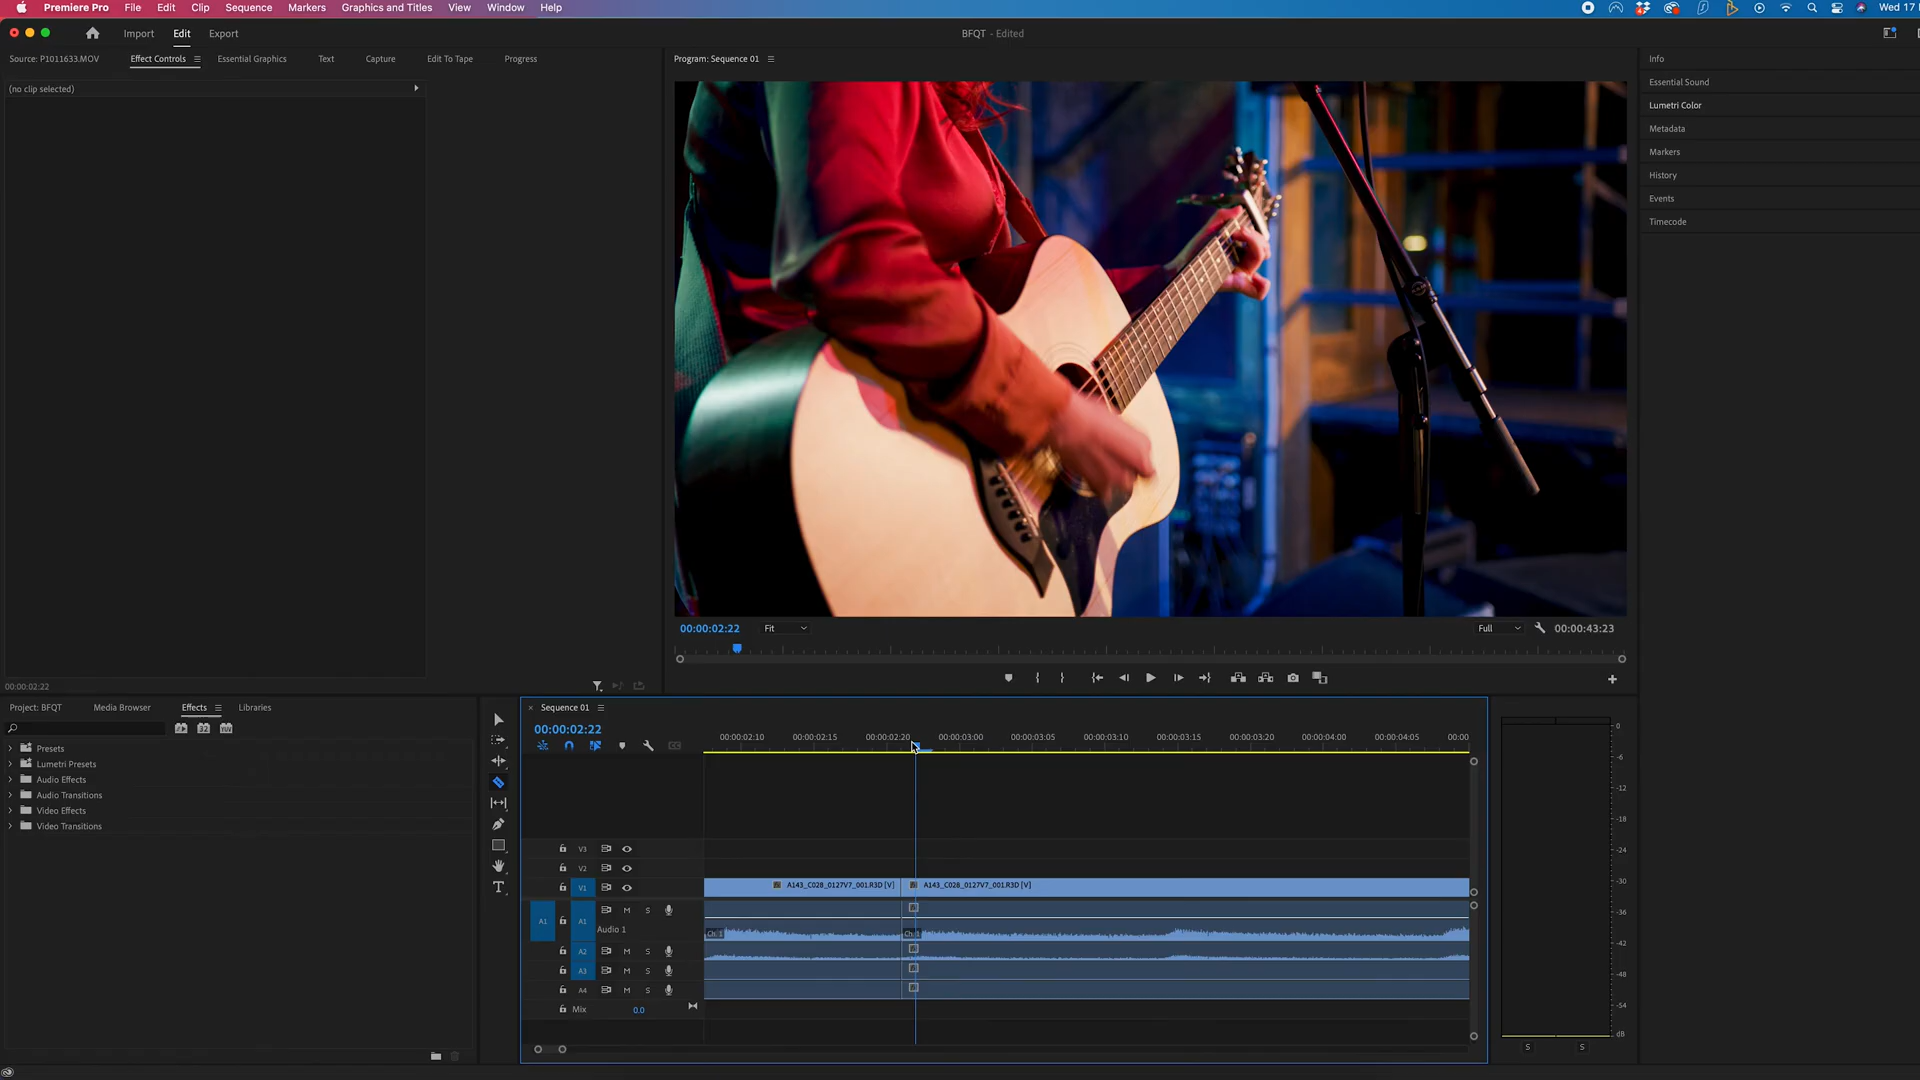 Premiere Pro File Edit Clip Sequence Markers Graphics and Titles View Window Help Wed 17
Import Edit Export BFQT - Edited
Source: P1011633.MOV Effect Controls Essential Graphics Text Capture Edit To Tape Progress
Program: Sequence 01
Info
Essential Sound
Lumetri Color
Metadata
Markers
History
Events
Timecode
(no clip selected)
00:00:02:22 Fit Full 00:00:43:23
00:00:02:22
Project: BFQT Media Browser Effects Libraries
Presets
Lumetri Presets
Audio Effects
Audio Transitions
Video Effects
Video Transitions
Sequence 01
00:00:02:22
00:00:02:10 00:00:02:15 00:00:02:20 00:00:03:00 00:00:03:05 00:00:03:10 00:00:03:15 00:00:03:20 00:00:04:00 00:00:04:05 00:00
V3
V2
V1 A143_C028_0127V7_001.R3D [V] A143_C028_0127V7_001.R3D [V]
A1 A1 M S
Audio 1 Ch 1 Ch 1
A2 M S
A3 M S
A4 M S
Mix 0.0
0
-6
-12
-18
-24
-30
-36
-42
-48
-54
dB
S S